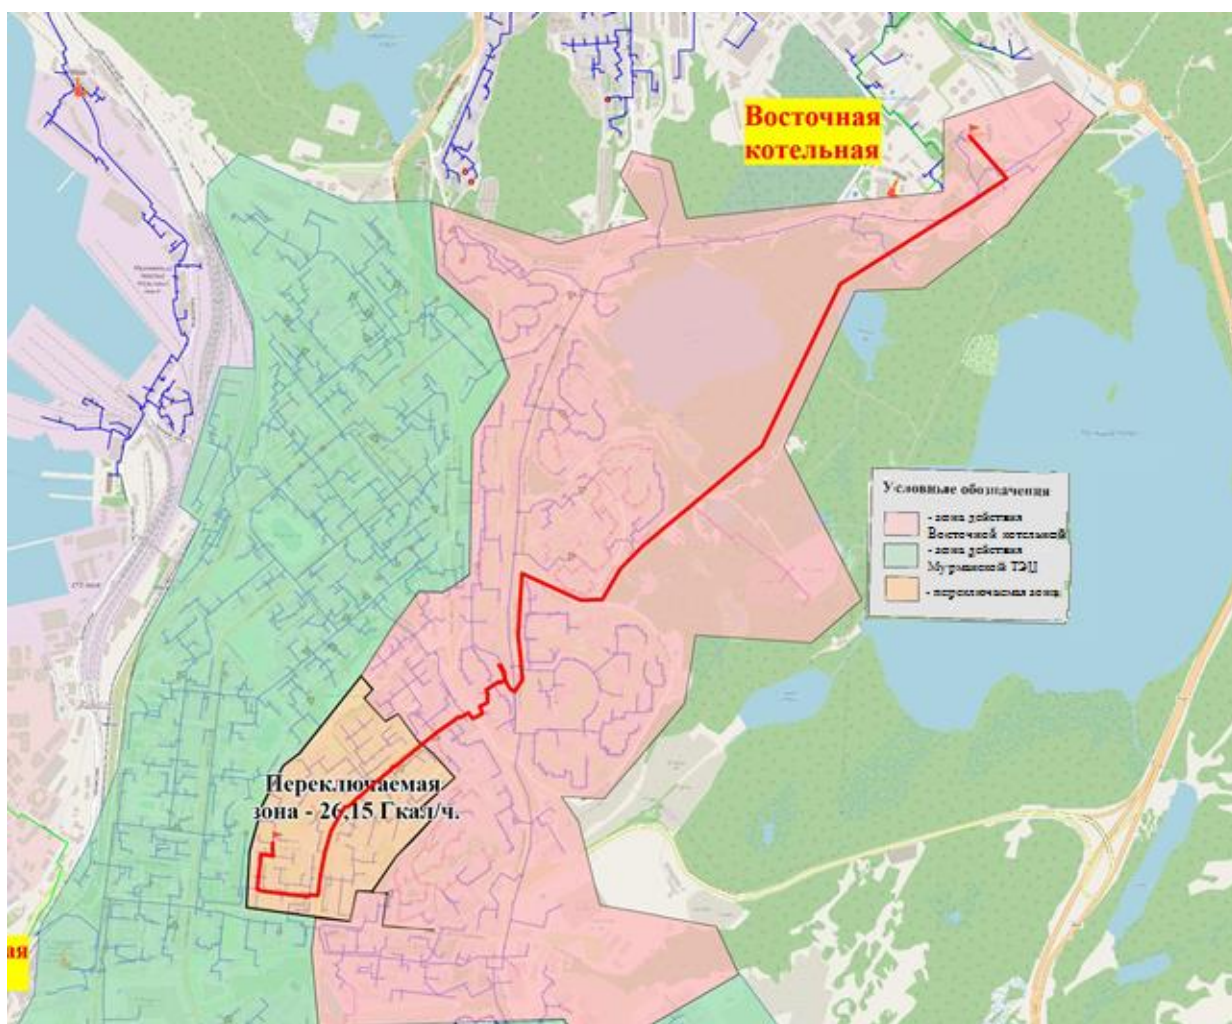 Восточная
котельная
Условные обозначения
- зона действия
Восточной котельной
- зона действия
Мурманской ТЭЦ
- переключаемая зона
Переключаемая
зона - 26,15 Гкал/ч.
ая